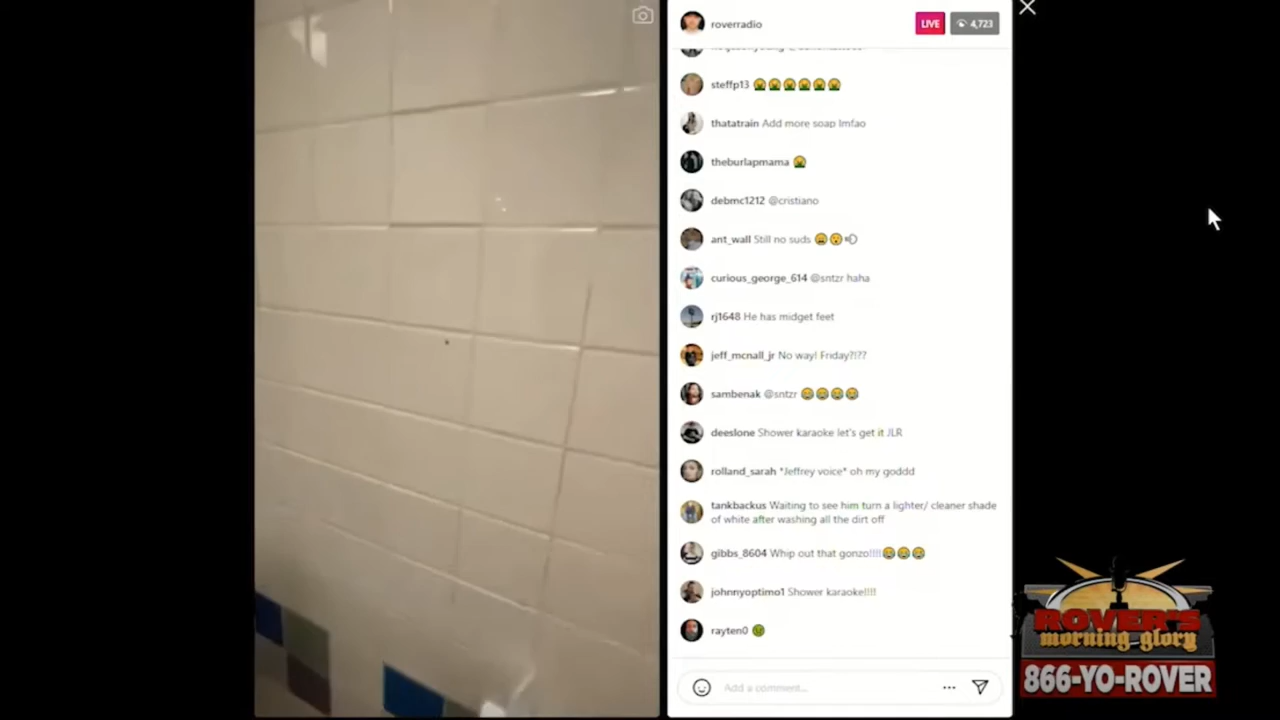 roverradio
LIVE
4,723
steffp13
thatatrain Add more soap lmfao
theburlapmama
debmc1212 @cristiano
ant_wall Still no suds
curious_george_614 @sntzr haha
rj1648 He has midget feet
jeff_mcnall_jr No way! Friday?!??
sambenak @sntzr
deeslone Shower karaoke let's get it JLR
rolland_sarah *Jeffrey voice* oh my goddd
tankbackus Waiting to see him turn a lighter/ cleaner shade
of white after washing all the dirt off
gibbs_8604 Whip out that gonzo!!!!
johnnyoptimo1 Shower karaoke!!!!
rayten0
Add a comment...
ROVER'S
morning glory
866-YO-ROVER